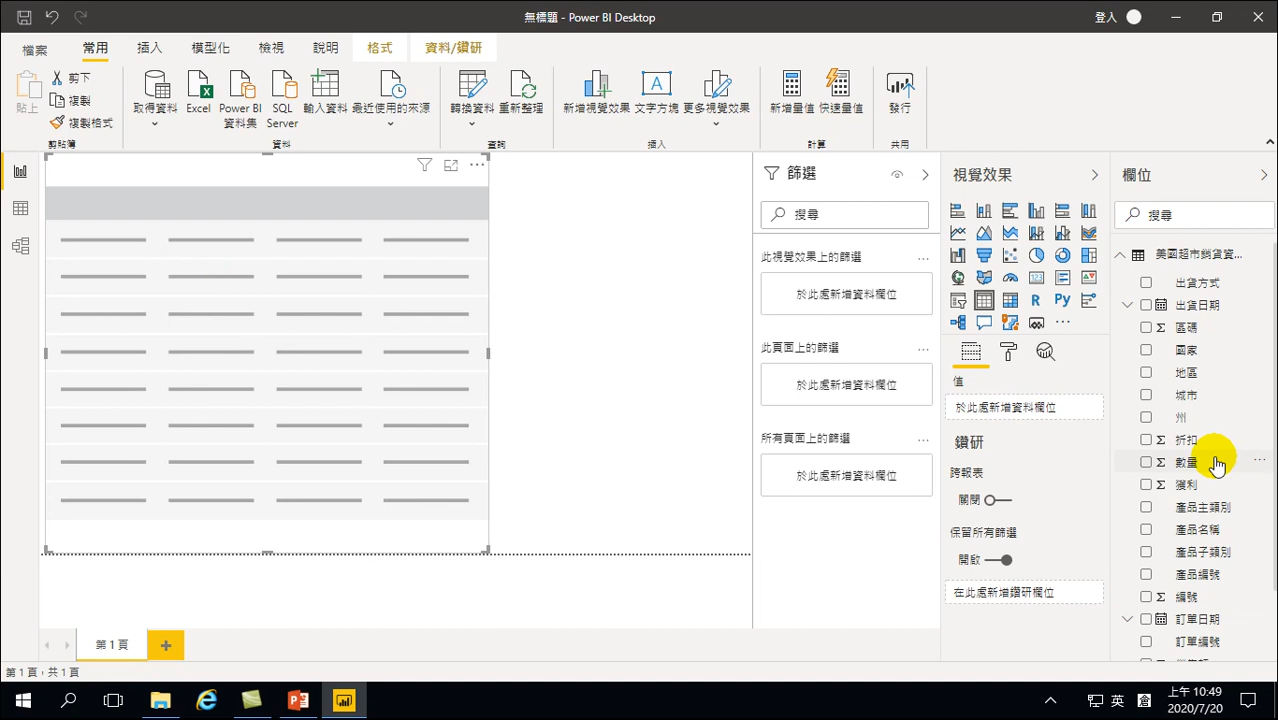 無標題 - Power BI Desktop
登入
檔案
常用
插入
模型化
檢視
說明
格式
資料/鑽研
貼上
剪下
複製
複製格式
剪貼簿
取得資料
Excel
Power BI
資料集
SQL
Server
輸入資料
最近使用的來源
資料
轉換資料
重新整理
查詢
新增視覺效果
A
文字方塊
更多視覺效果
插入
新增量值
快速量值
計算
發行
共用
篩選
搜尋
此視覺效果上的篩選
於此處新增資料欄位
此頁面上的篩選
於此處新增資料欄位
所有頁面上的篩選
於此處新增資料欄位
視覺效果
123
R
Py
值
於此處新增資料欄位
鑽研
跨報表
關閉
保留所有篩選
開啟
在此處新增鑽研欄位
欄位
搜尋
美國超市銷貨資...
出貨方式
出貨日期
Σ 區碼
國家
地區
城市
州
Σ 折扣
Σ 數量
Σ 獲利
產品主類別
產品名稱
產品子類別
產品編號
Σ 編號
訂單日期
訂單編號
第 1 頁
第 1 頁，共 1 頁
英
上午 10:49
2020/7/20